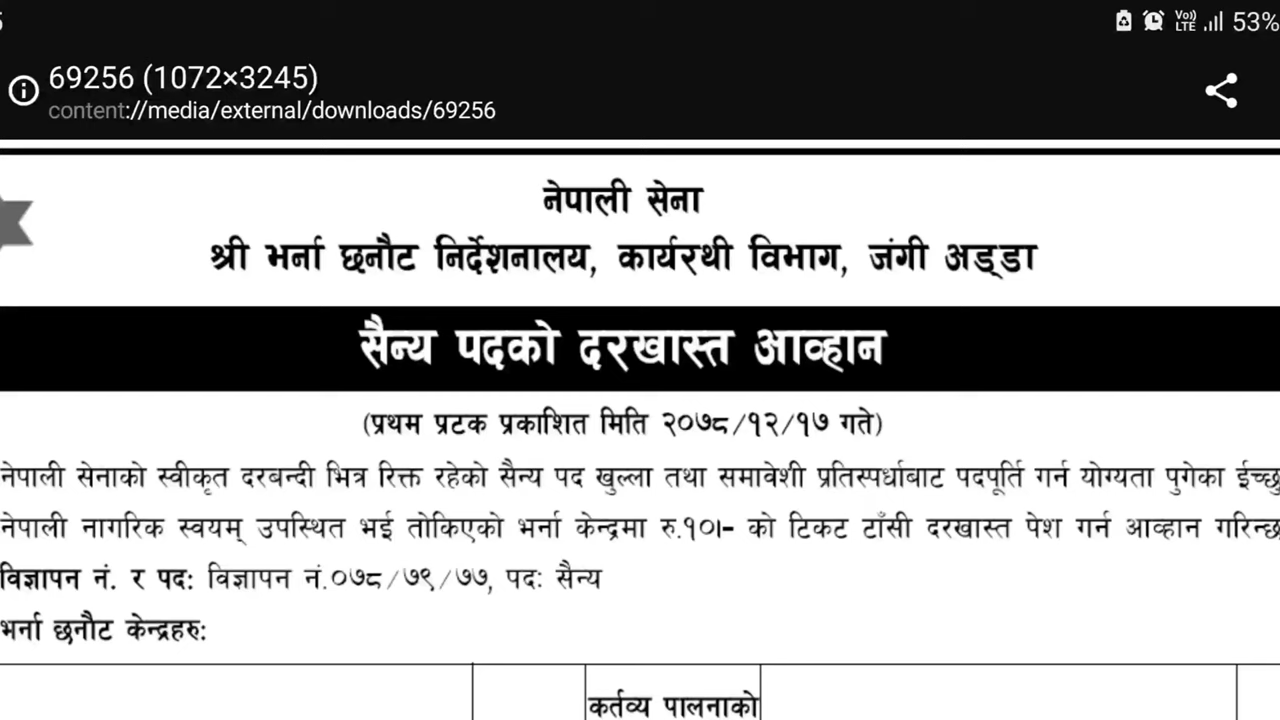 53%
69256 (1072×3245)
content://media/external/downloads/69256
नेपाली सेना
श्री भर्ना छनौट निर्देशनालय, कार्यरथी विभाग, जंगी अड्डा
सैन्य पदको दरखास्त आव्हान
(प्रथम प्रटक प्रकाशित मिति २०७८/१२/१७ गते)
नेपाली सेनाको स्वीकृत दरबन्दी भित्र रिक्त रहेको सैन्य पद खुल्ला तथा समावेशी प्रतिस्पर्धाबाट पदपूर्ति गर्न योग्यता पुगेका ईच्छु
नेपाली नागरिक स्वयम् उपस्थित भई तोकिएको भर्ना केन्द्रमा रु.१०।- को टिकट टाँसी दरखास्त पेश गर्न आव्हान गरिन्छ
विज्ञापन नं. र पद: विज्ञापन नं.०७८/७९/७७, पद: सैन्य
भर्ना छनौट केन्द्रहरु:
कर्तव्य पालनाको